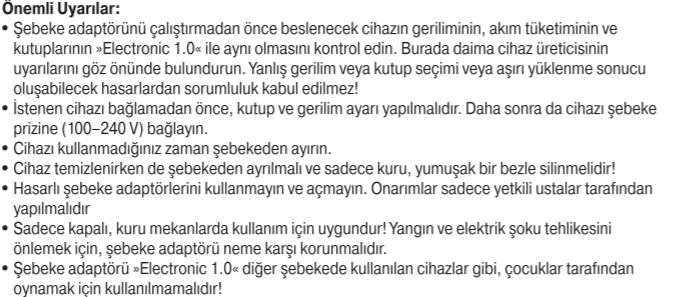 Önemli Uyarılar:
• Şebeke adaptörünü çalıştırmadan önce beslenecek cihazın geriliminin, akım tüketiminin ve
kutuplarının »Electronic 1.0« ile aynı olmasını kontrol edin. Burada daima cihaz üreticisinin
uyarılarını göz önünde bulundurun. Yanlış gerilim veya kutup seçimi veya aşırı yüklenme sonucu
oluşabilecek hasarlardan sorumluluk kabul edilmez!
• İstenen cihazı bağlamadan önce, kutup ve gerilim ayarı yapılmalıdır. Daha sonra da cihazı şebeke
prizine (100–240 V) bağlayın.
• Cihazı kullanmadığınız zaman şebekeden ayırın.
• Cihaz temizlenirken de şebekeden ayrılmalı ve sadece kuru, yumuşak bir bezle silinmelidir!
• Hasarlı şebeke adaptörlerini kullanmayın ve açmayın. Onarımlar sadece yetkili ustalar tarafından
yapılmalıdır
• Sadece kapalı, kuru mekanlarda kullanım için uygundur! Yangın ve elektrik şoku tehlikesini
önlemek için, şebeke adaptörü neme karşı korunmalıdır.
• Şebeke adaptörü »Electronic 1.0« diğer şebekede kullanılan cihazlar gibi, çocuklar tarafından
oynamak için kullanılmamalıdır!